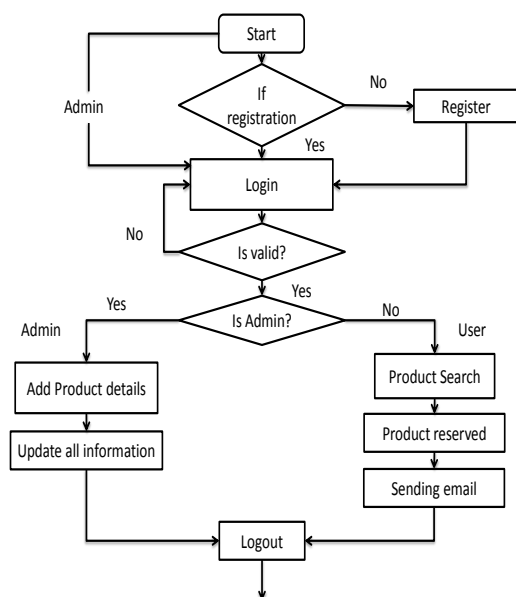 Start
If
registration
No
Register
Admin
Yes
Login
No
Is valid?
Yes
Is Admin?
Yes
No
Admin
User
Add Product details
Product Search
Update all information
Product reserved
Sending email
Logout